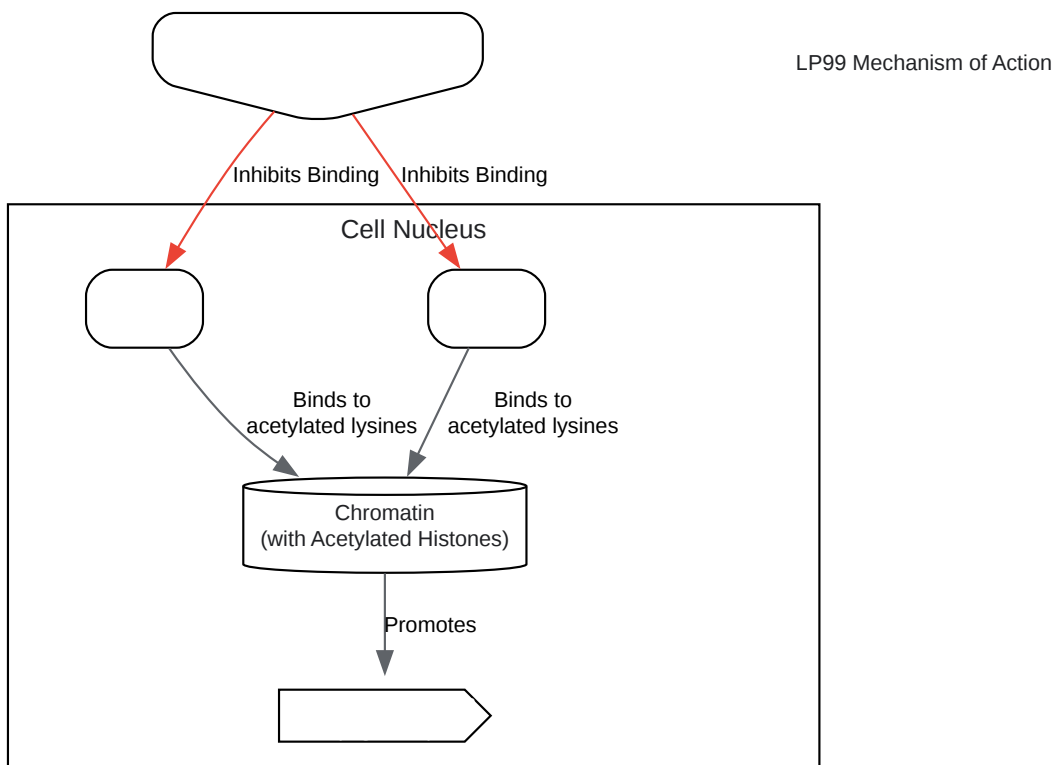 LP99 Mechanism of Action
Inhibits Binding
Inhibits Binding
Cell Nucleus
Binds to
acetylated lysines
Binds to
acetylated lysines
Chromatin
(with Acetylated Histones)
Promotes